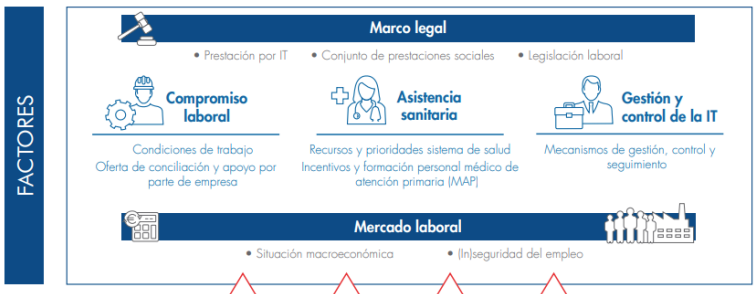 FACTORES
Marco legal
• Prestación por IT • Conjunto de prestaciones sociales • Legislación laboral
Compromiso
laboral
Condiciones de trabajo
Oferta de conciliación y apoyo por
parte de empresa
Asistencia
sanitaria
Recursos y prioridades sistema de salud
Incentivos y formación personal médico de
atención primaria (MAP)
Gestión y
control de la IT
Mecanismos de gestión, control y
seguimiento
Mercado laboral
• Situación macroeconómica • (In)seguridad del empleo